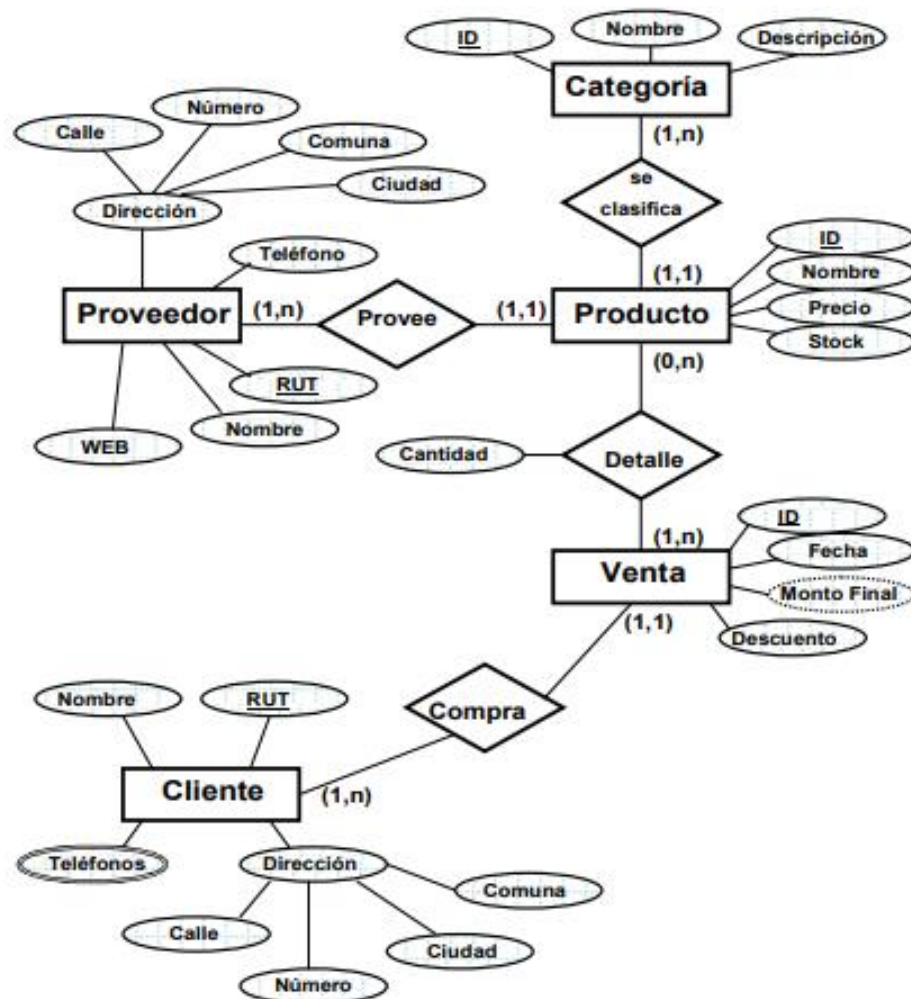 ID
Nombre
Descripción
Categoría
(1,n)
se
clasifica
(1,1)
Calle
Número
Comuna
Ciudad
Dirección
Teléfono
Proveedor
(1,n)
Provee
(1,1)
Producto
ID
Nombre
Precio
Stock
(0,n)
RUT
Nombre
WEB
Cantidad
Detalle
(1,n)
Venta
ID
Fecha
Monto Final
Descuento
(1,1)
Compra
Nombre
RUT
Cliente
(1,n)
Teléfonos
Dirección
Comuna
Calle
Ciudad
Número